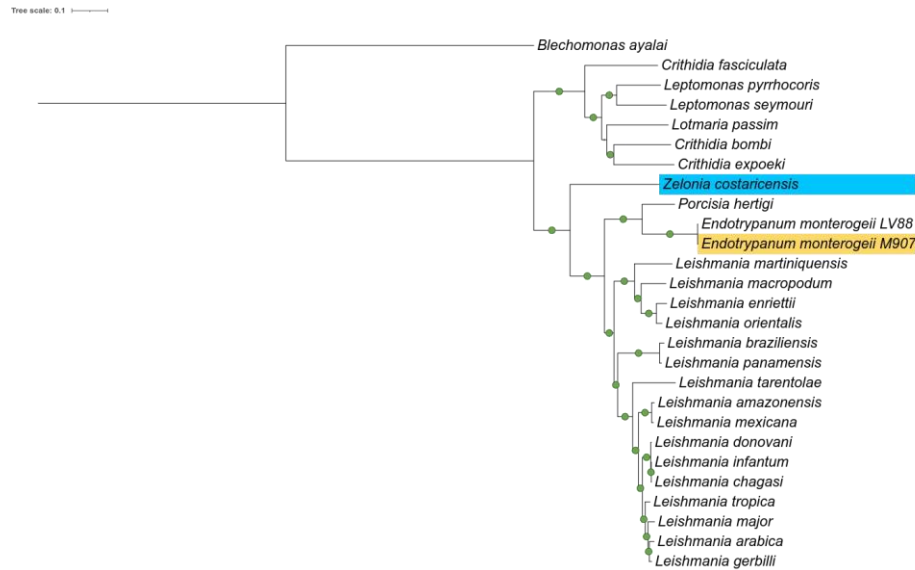 Tree scale: 0.1
Blechomonas ayalai
Crithidia fasciculata
Leptomonas pyrrhocoris
Leptomonas seymouri
Lotmaria passim
Crithidia bombi
Crithidia expoeki
Zelonia costaricensis
Porcisia hertigi
Endotrypanum monterogeii LV88
Endotrypanum monterogeii M907
Leishmania martiniquensis
Leishmania macropodum
Leishmania enriettii
Leishmania orientalis
Leishmania braziliensis
Leishmania panamensis
Leishmania tarentolae
Leishmania amazonensis
Leishmania mexicana
Leishmania donovani
Leishmania infantum
Leishmania chagasi
Leishmania tropica
Leishmania major
Leishmania arabica
Leishmania gerbilli